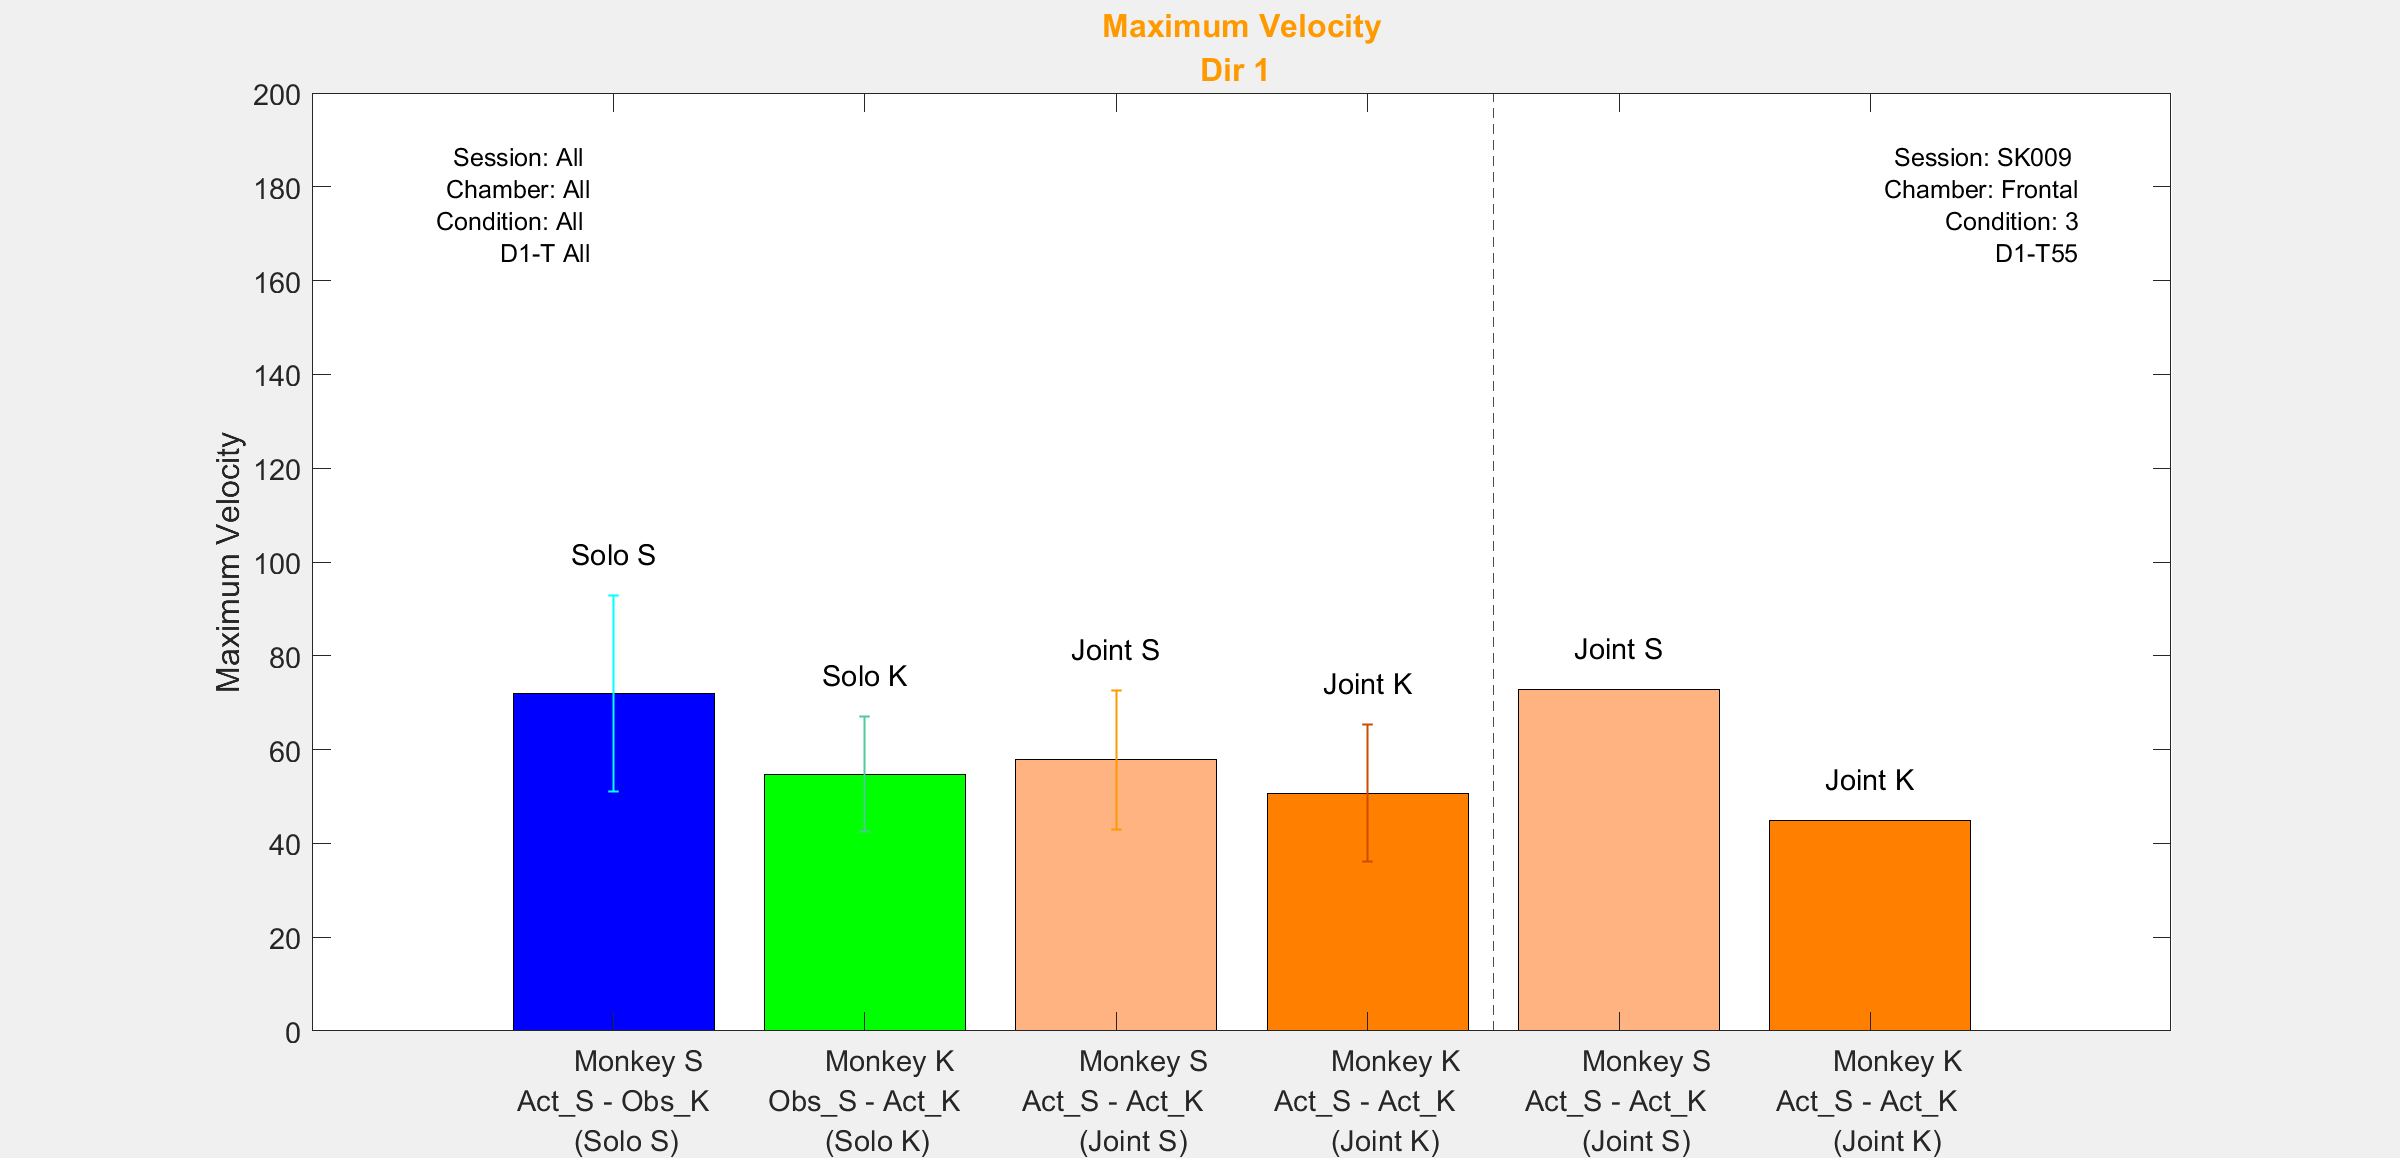 Maximum Velocity
Dir 1
200
180
160
140
120
100
80
60
40
20
0
Maximum Velocity
Session: All
Chamber: All
Condition: All
D1-T All
Session: SK009
Chamber: Frontal
Condition: 3
D1-T55
Solo S
Solo K
Joint S
Joint K
Joint S
Joint K
Monkey S
Act_S - Obs_K
(Solo S)
Monkey K
Obs_S - Act_K
(Solo K)
Monkey S
Act_S - Act_K
(Joint S)
Monkey K
Act_S - Act_K
(Joint K)
Monkey S
Act_S - Act_K
(Joint S)
Monkey K
Act_S - Act_K
(Joint K)